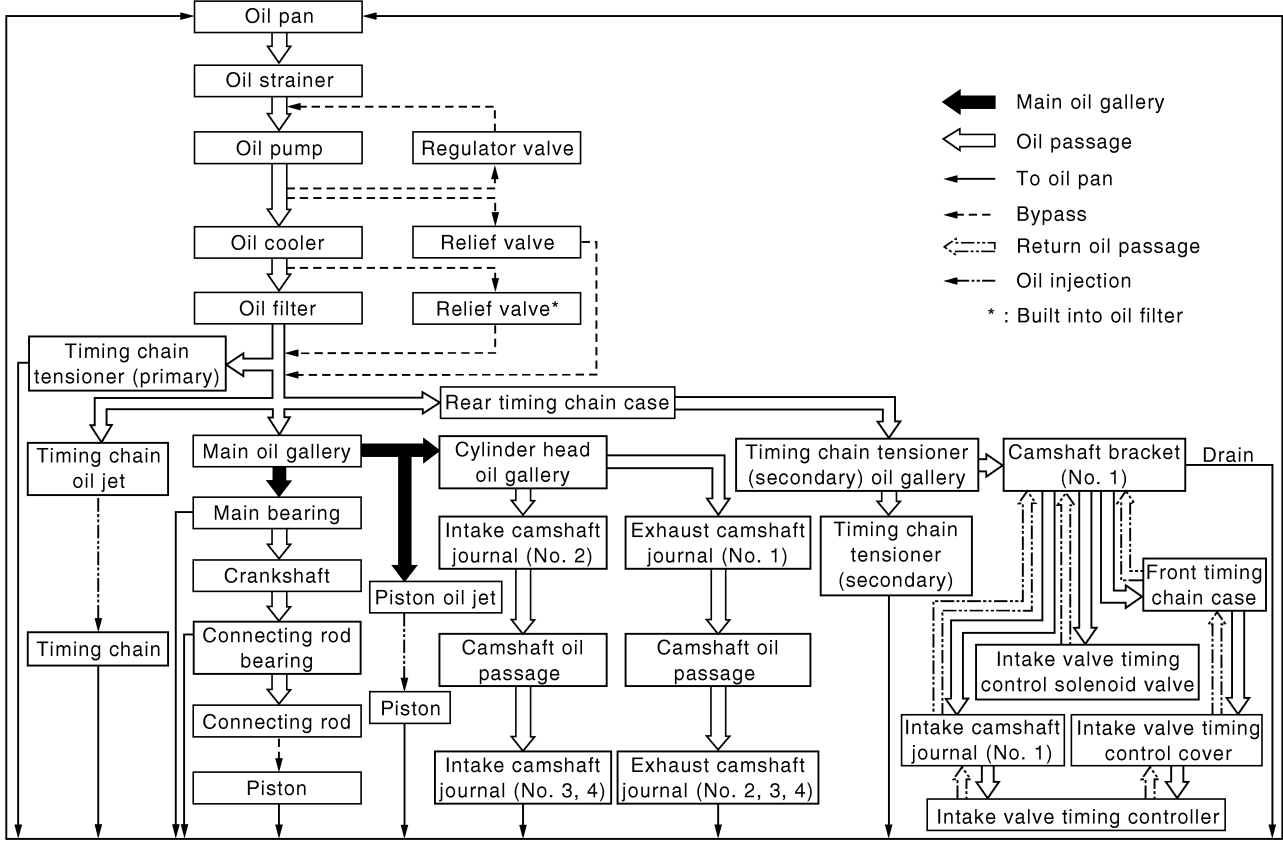 Oil pan
Oil strainer
Oil pump
Regulator valve
Oil cooler
Relief valve
Oil filter
Relief valve*
Main oil gallery
Oil passage
To oil pan
Bypass
Return oil passage
Oil injection
* : Built into oil filter
Timing chain
tensioner (primary)
Rear timing chain case
Timing chain
oil jet
Main oil gallery
Cylinder head
oil gallery
Timing chain tensioner
(secondary) oil gallery
Camshaft bracket
(No. 1)
Drain
Main bearing
Intake camshaft
journal (No. 2)
Exhaust camshaft
journal (No. 1)
Timing chain
tensioner
(secondary)
Crankshaft
Piston oil jet
Front timing
chain case
Timing chain
Connecting rod
bearing
Camshaft oil
passage
Camshaft oil
passage
Intake valve timing
control solenoid valve
Connecting rod
Piston
Intake camshaft
journal (No. 1)
Intake valve timing
control cover
Piston
Intake camshaft
journal (No. 3, 4)
Exhaust camshaft
journal (No. 2, 3, 4)
Intake valve timing controller